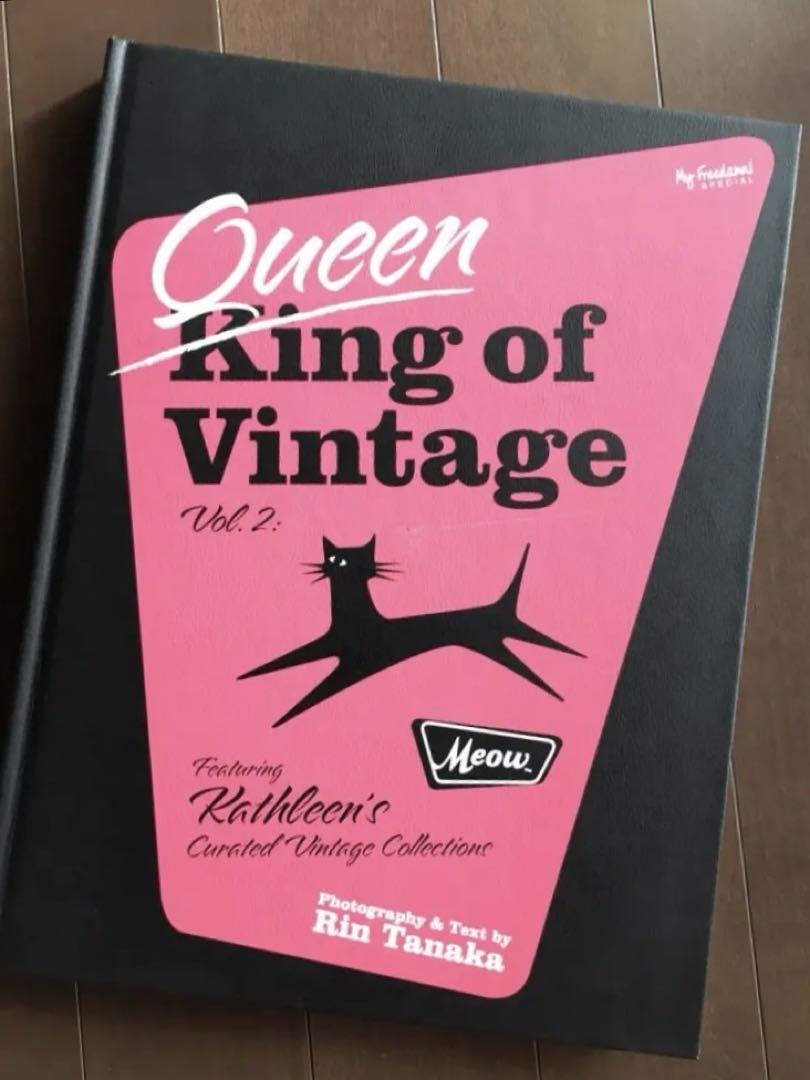 My Freedamn!
SPECIAL
Queen
King of
Vintage
Vol. 2:
Meow™
Featuring
Kathleen's
Curated Vintage Collections
Photography & Text by
Rin Tanaka